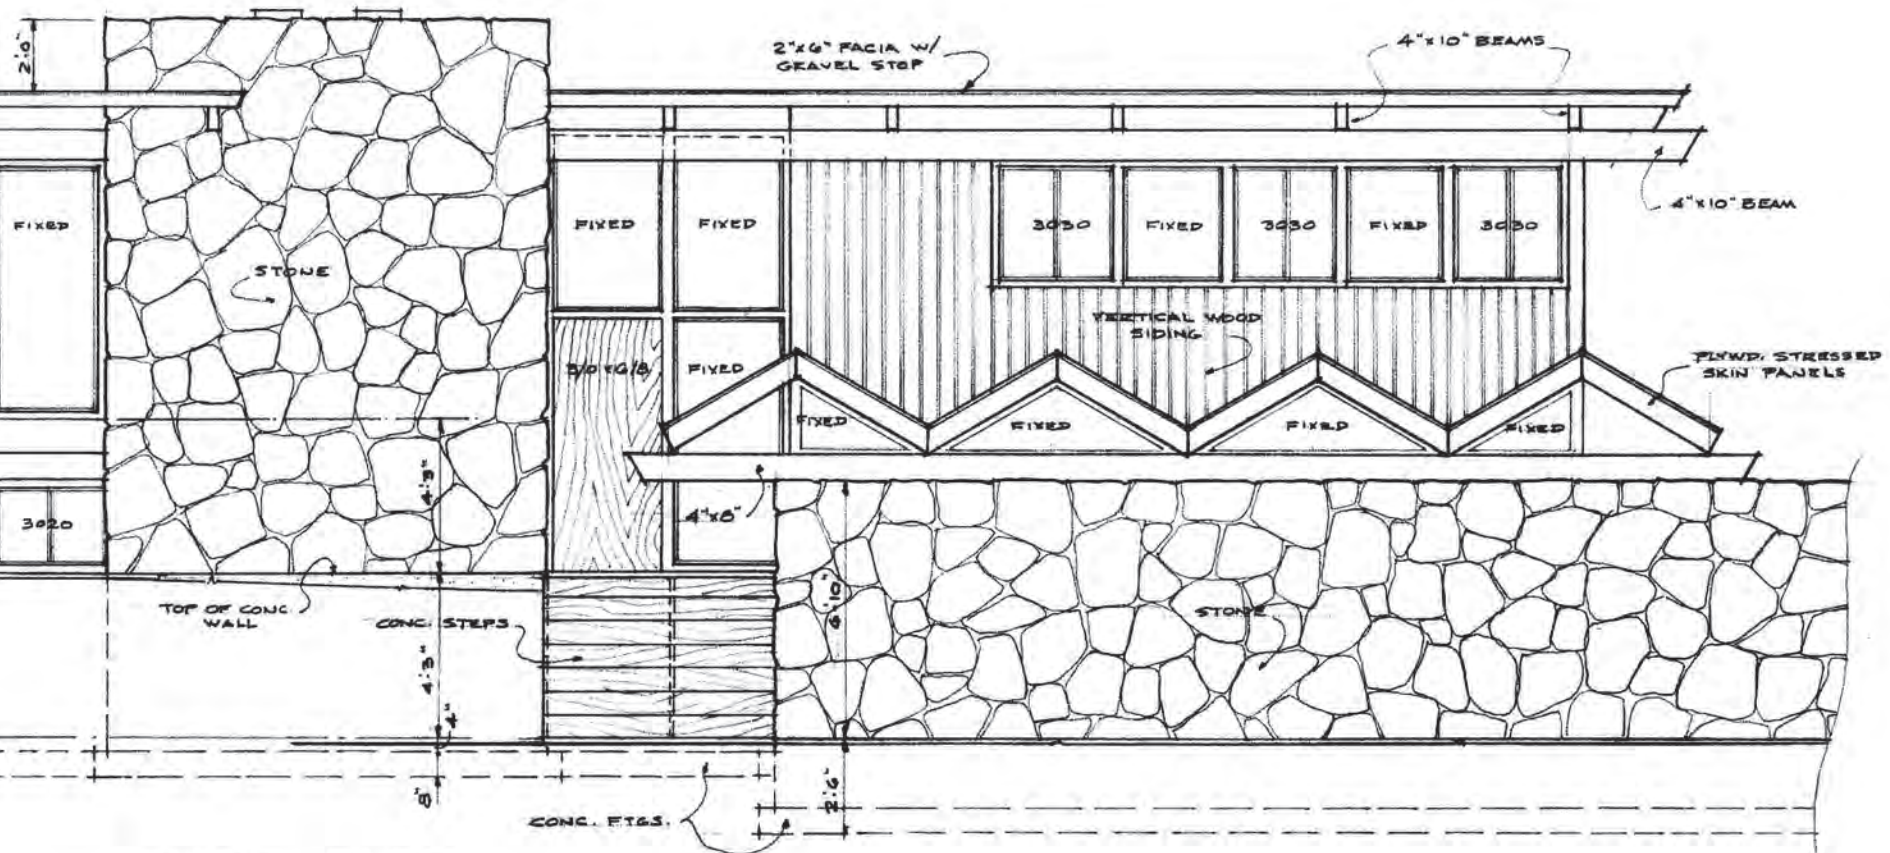 2'0"
2"x6" FACIA W/
GRAVEL STOP
4"x10" BEAMS
4"x10" BEAM
FIXED
STONE
FIXED
FIXED
3030
FIXED
3030
FIXED
3030
VERTICAL WOOD
SIDING
PLYWD. STRESSED
SKIN PANELS
3/0 x 6/8
FIXED
FIXED
FIXED
FIXED
FIXED
4'3"
3020
4"x8"
TOP OF CONC.
WALL
CONC. STEPS
6'10"
STONE
4'3"
4"
8"
2'6"
CONC. FTGS.